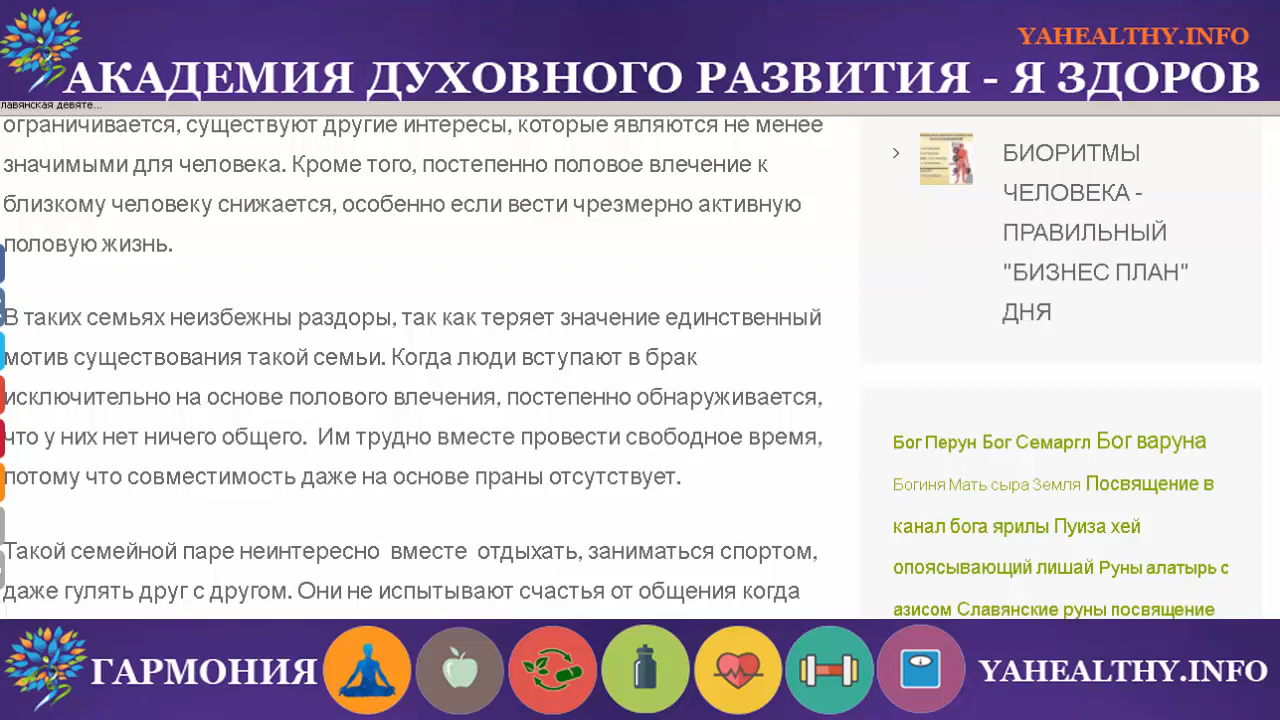 YAHEALTHY.INFO
АКАДЕМИЯ ДУХОВНОГО РАЗВИТИЯ - Я ЗДОРОВ
лавянская девяте...
ограничивается, существуют другие интересы, которые являются не менее
значимыми для человека. Кроме того, постепенно половое влечение к
близкому человеку снижается, особенно если вести чрезмерно активную
половую жизнь.
В таких семьях неизбежны раздоры, так как теряет значение единственный
мотив существования такой семьи. Когда люди вступают в брак
исключительно на основе полового влечения, постепенно обнаруживается,
что у них нет ничего общего.  Им трудно вместе провести свободное время,
потому что совместимость даже на основе праны отсутствует.
Такой семейной паре неинтересно  вместе  отдыхать, заниматься спортом,
даже гулять друг с другом. Они не испытывают счастья от общения когда
БИОРИТМЫ
ЧЕЛОВЕКА -
ПРАВИЛЬНЫЙ
"БИЗНЕС ПЛАН"
ДНЯ
Бог Перун Бог Семаргл Бог варуна
Богиня Мать сыра Земля Посвящение в
канал бога ярилы Пуиза хей
опоясывающий лишай Руны алатырь с
азисом Славянские руны посвящение
ГАРМОНИЯ
YAHEALTHY.INFO